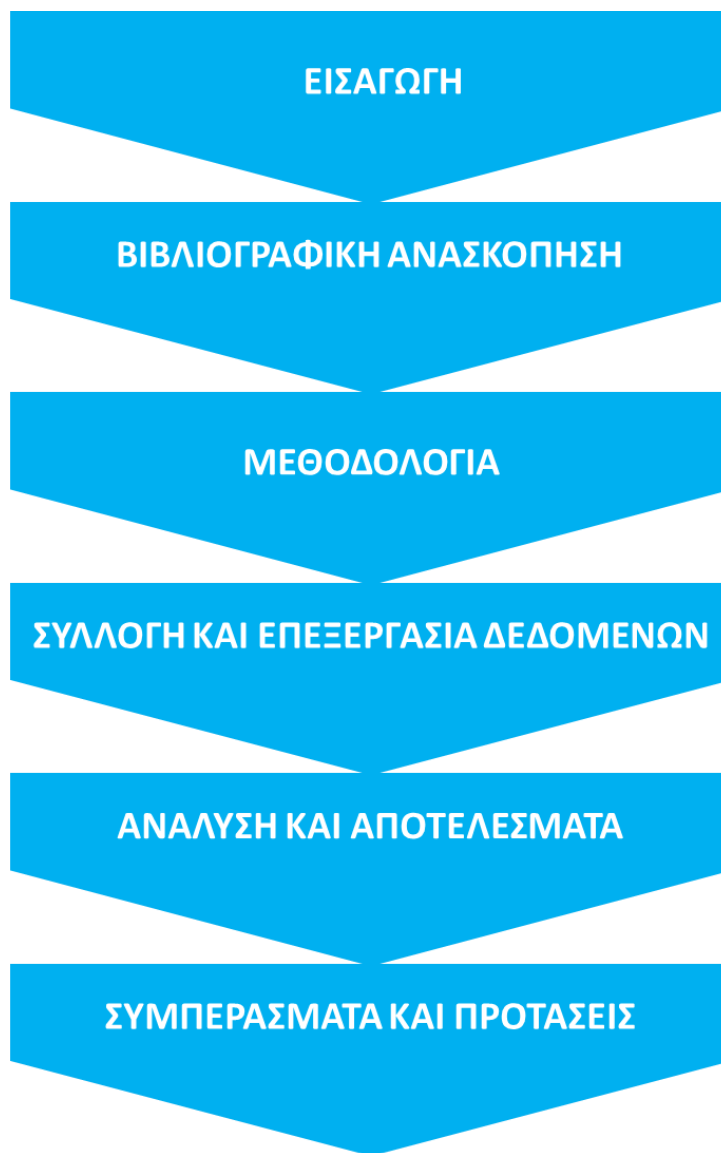 ΕΙΣΑΓΩΓΗ
ΒΙΒΛΙΟΓΡΑΦΙΚΗ ΑΝΑΣΚΟΠΗΣΗ
ΜΕΘΟΔΟΛΟΓΙΑ
ΣΥΛΛΟΓΗ ΚΑΙ ΕΠΕΞΕΡΓΑΣΙΑ ΔΕΔΟΜΕΝΩΝ
ΑΝΑΛΥΣΗ ΚΑΙ ΑΠΟΤΕΛΕΣΜΑΤΑ
ΣΥΜΠΕΡΑΣΜΑΤΑ ΚΑΙ ΠΡΟΤΑΣΕΙΣ